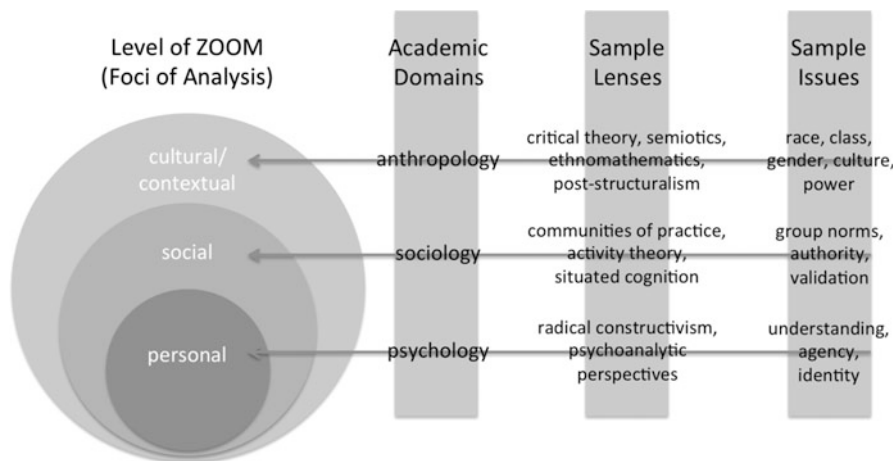 Level of ZOOM
(Foci of Analysis)
Academic
Domains
Sample
Lenses
Sample
Issues
cultural/
contextual
anthropology
critical theory, semiotics,
ethnomathematics,
post-structuralism
race, class,
gender, culture,
power
social
sociology
communities of practice,
activity theory,
situated cognition
group norms,
authority,
validation
personal
psychology
radical constructivism,
psychoanalytic
perspectives
understanding,
agency,
identity